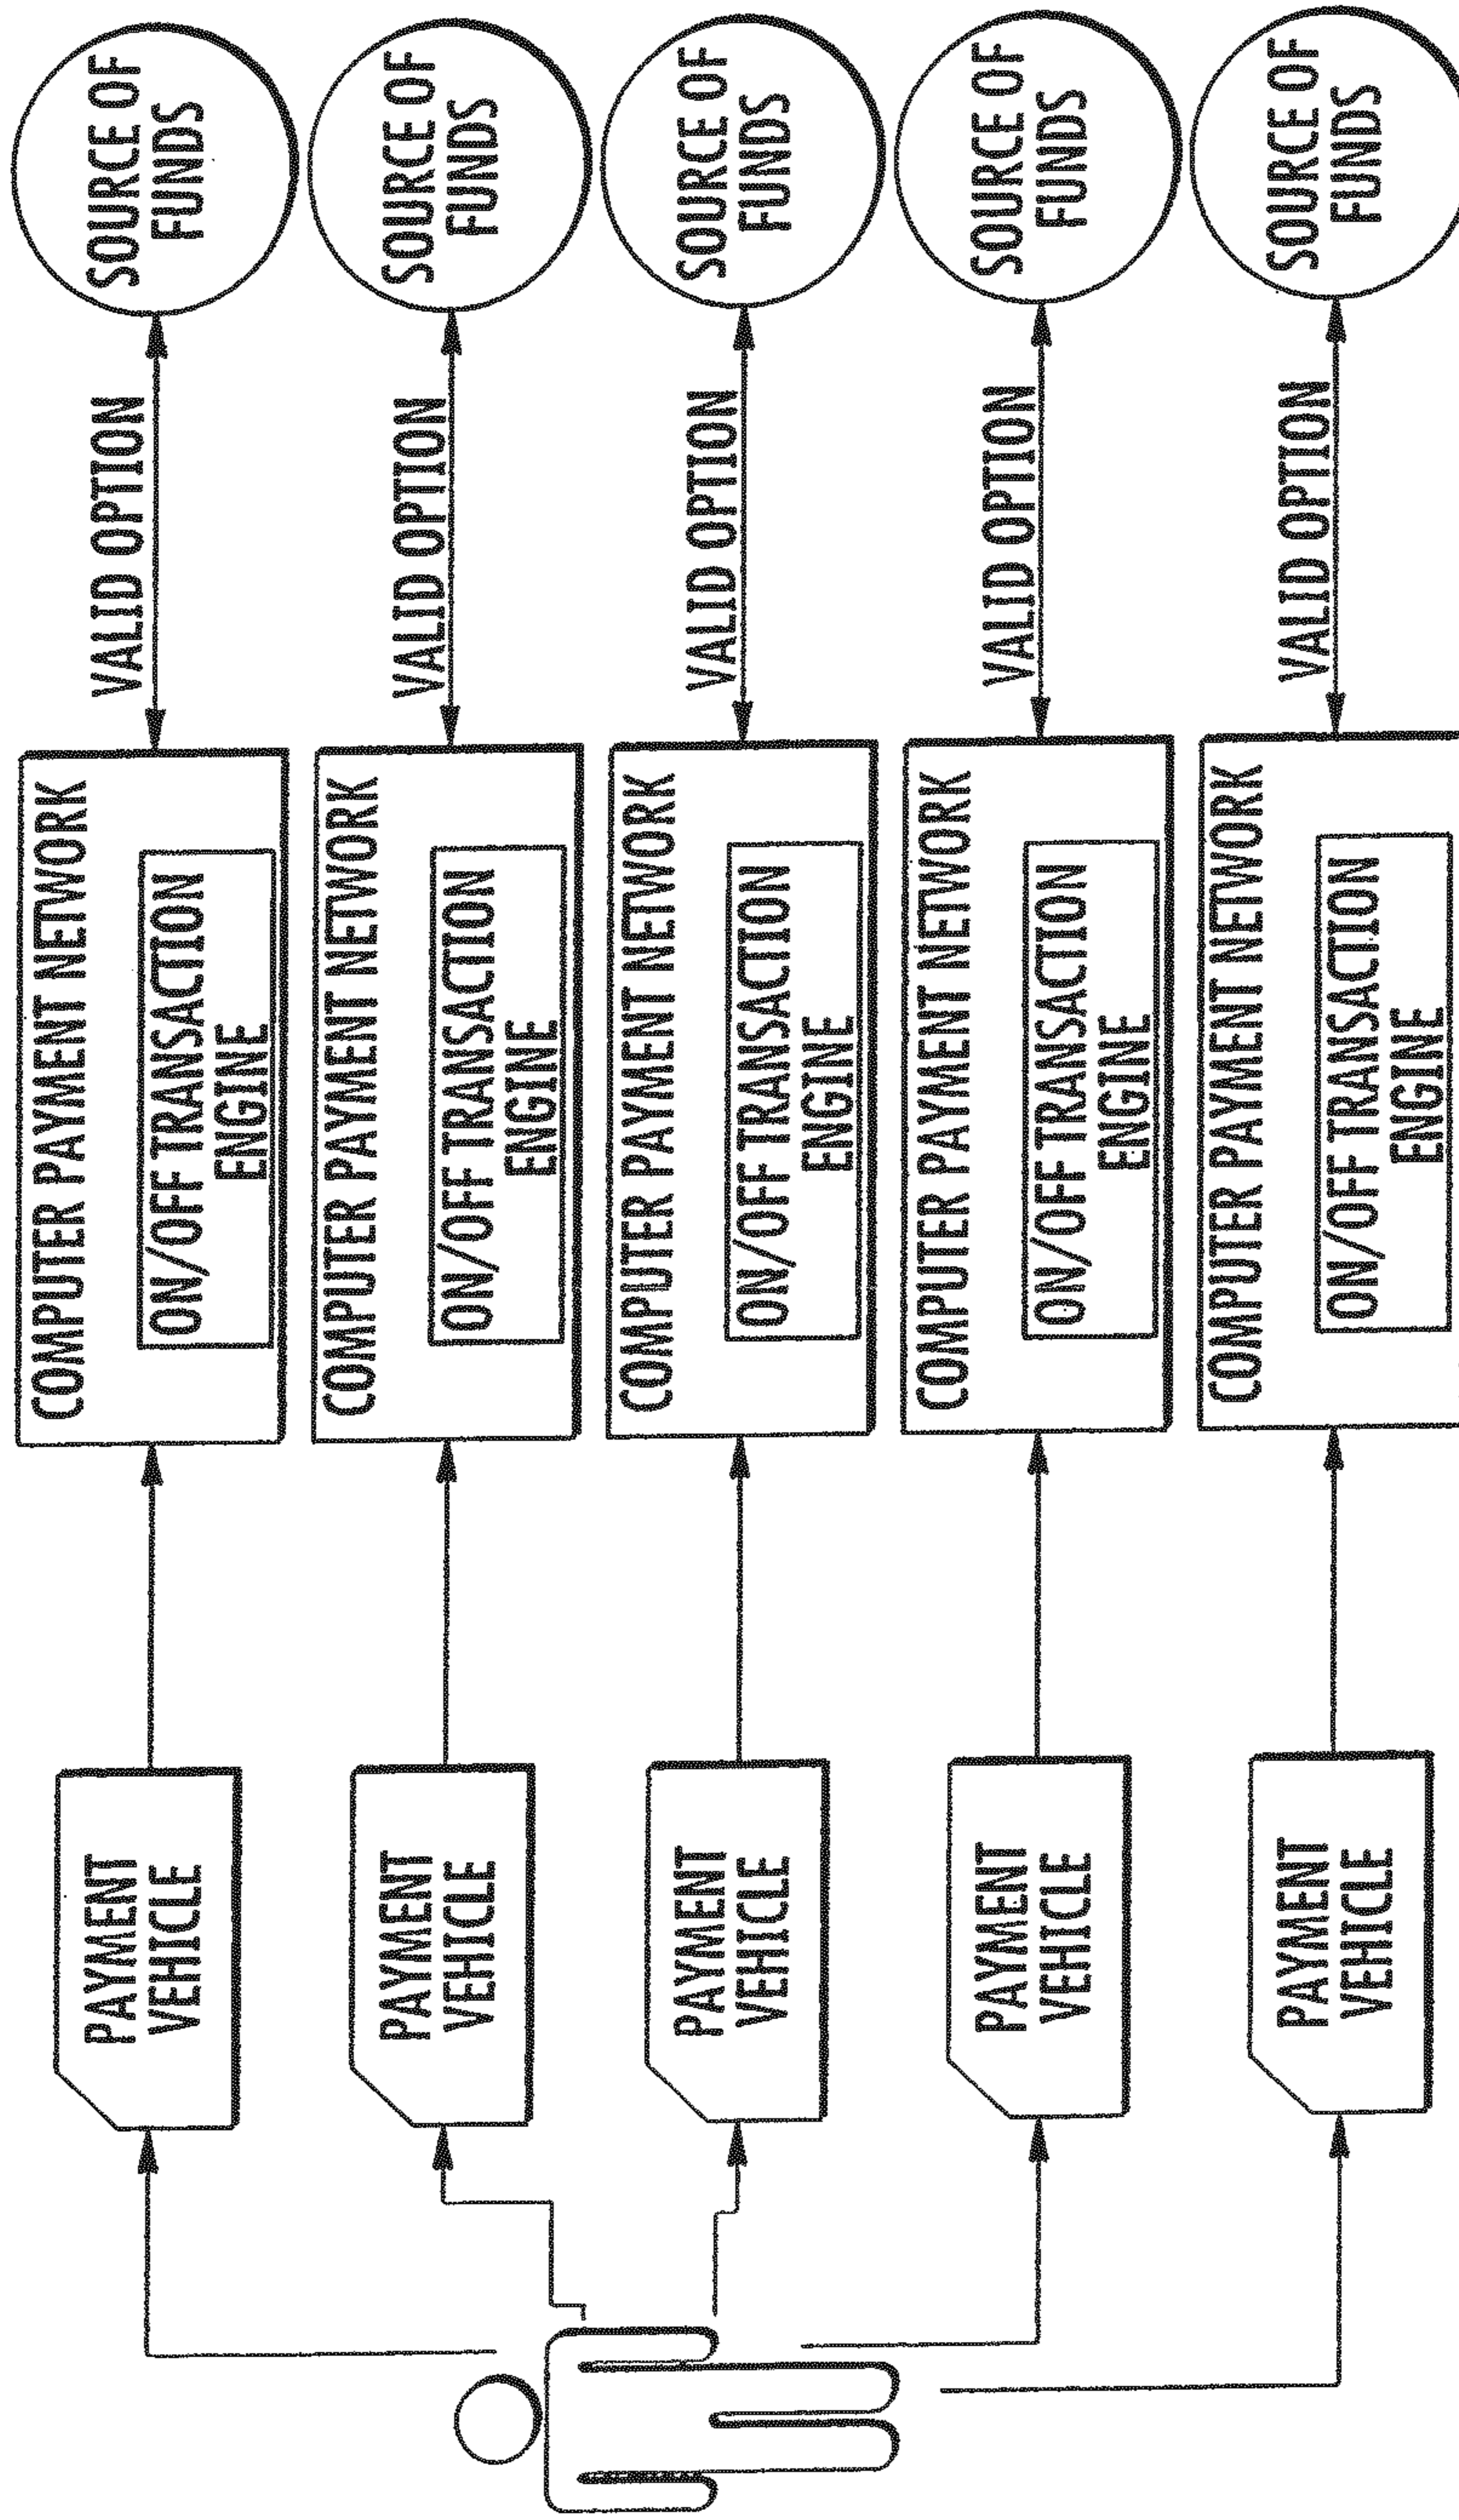 PAYMENT
VEHICLE
COMPUTER PAYMENT NETWORK
ON/OFF TRANSACTION
ENGINE
VALID OPTION
SOURCE OF
FUNDS
PAYMENT
VEHICLE
COMPUTER PAYMENT NETWORK
ON/OFF TRANSACTION
ENGINE
VALID OPTION
SOURCE OF
FUNDS
PAYMENT
VEHICLE
COMPUTER PAYMENT NETWORK
ON/OFF TRANSACTION
ENGINE
VALID OPTION
SOURCE OF
FUNDS
PAYMENT
VEHICLE
COMPUTER PAYMENT NETWORK
ON/OFF TRANSACTION
ENGINE
VALID OPTION
SOURCE OF
FUNDS
PAYMENT
VEHICLE
COMPUTER PAYMENT NETWORK
ON/OFF TRANSACTION
ENGINE
VALID OPTION
SOURCE OF
FUNDS